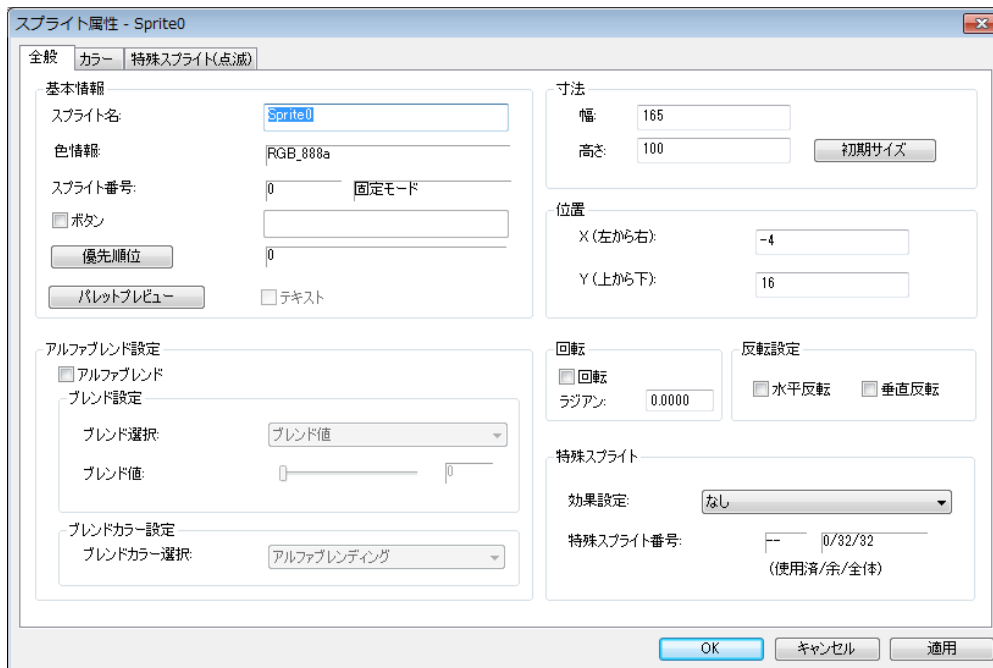 スプライト属性 - Sprite0
全般 カラー 特殊スプライト(点滅)
基本情報
スプライト名: Sprite0
色情報: RGB_888a
スプライト番号: 0 固定モード
ボタン
優先順位 0
パレットプレビュー テキスト
寸法
幅: 165
高さ: 100 初期サイズ
位置
X (左から右): -4
Y (上から下): 16
アルファブレンド設定
アルファブレンド
ブレンド設定
ブレンド選択: ブレンド値
ブレンド値: 0
ブレンドカラー設定
ブレンドカラー選択: アルファブレンディング
回転
回転
ラジアン: 0.0000
反転設定
水平反転 垂直反転
特殊スプライト
効果設定: なし
特殊スプライト番号: -- 0/32/32
(使用済/余/全体)
OK キャンセル 適用